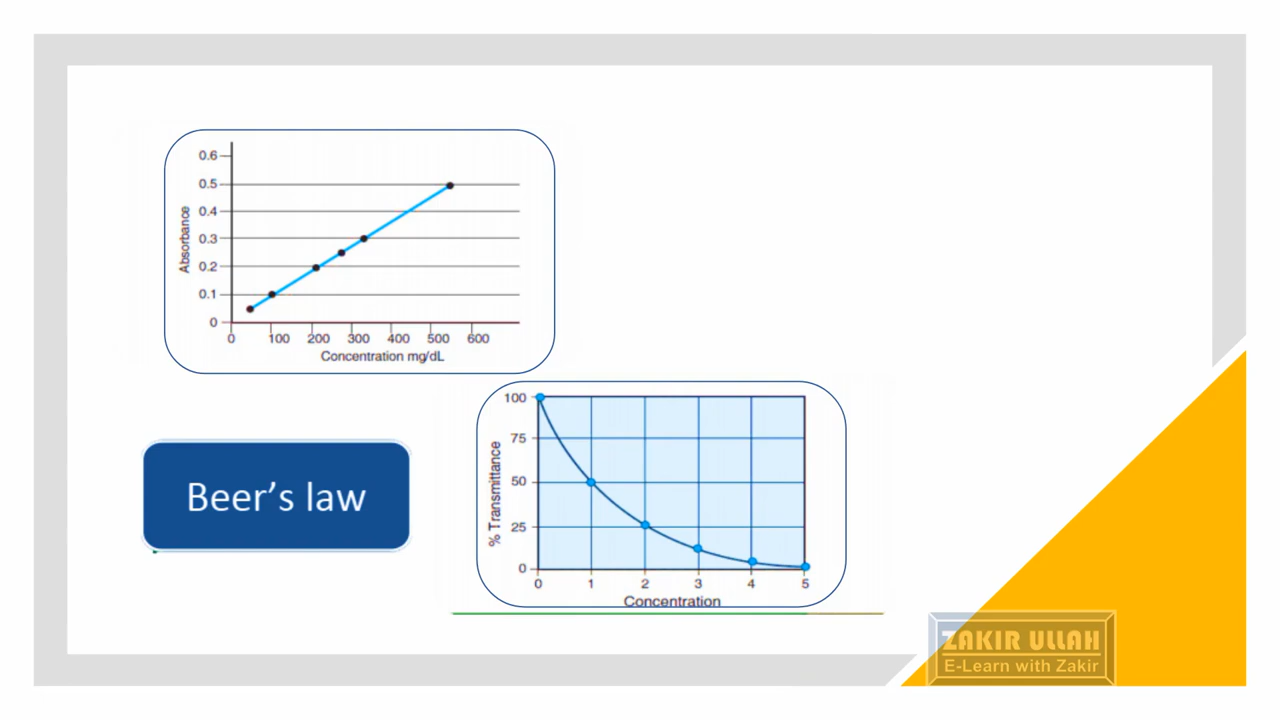 0.6
0.5
0.4
0.3
0.2
0.1
0
Absorbance
0 100 200 300 400 500 600
Concentration mg/dL
Beer's law
100
75
50
25
0
% Transmittance
0 1 2 3 4 5
Concentration
ZAKIR ULLAH
E-Learn with Zakir